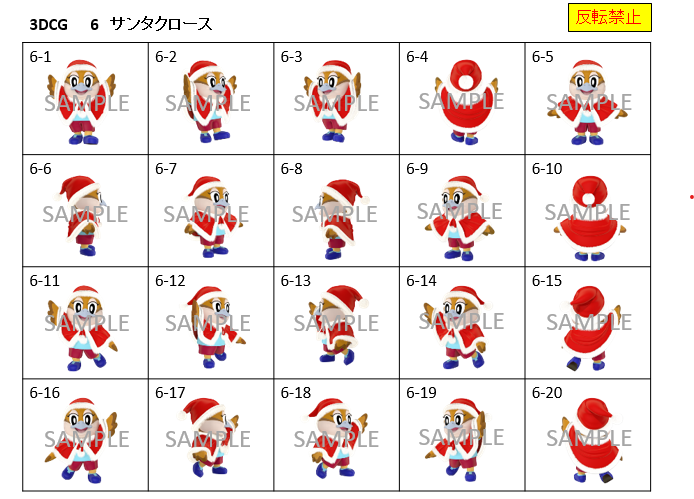 3DCG 6 サンタクロース
反転禁止
6-1 6-2 6-3 6-4 6-5
SAMPLE SAMPLE SAMPLE SAMPLE SAMPLE
6-6 6-7 6-8 6-9 6-10
SAMPLE SAMPLE SAMPLE SAMPLE SAMPLE
6-11 6-12 6-13 6-14 6-15
SAMPLE SAMPLE SAMPLE SAMPLE SAMPLE
6-16 6-17 6-18 6-19 6-20
SAMPLE SAMPLE SAMPLE SAMPLE SAMPLE